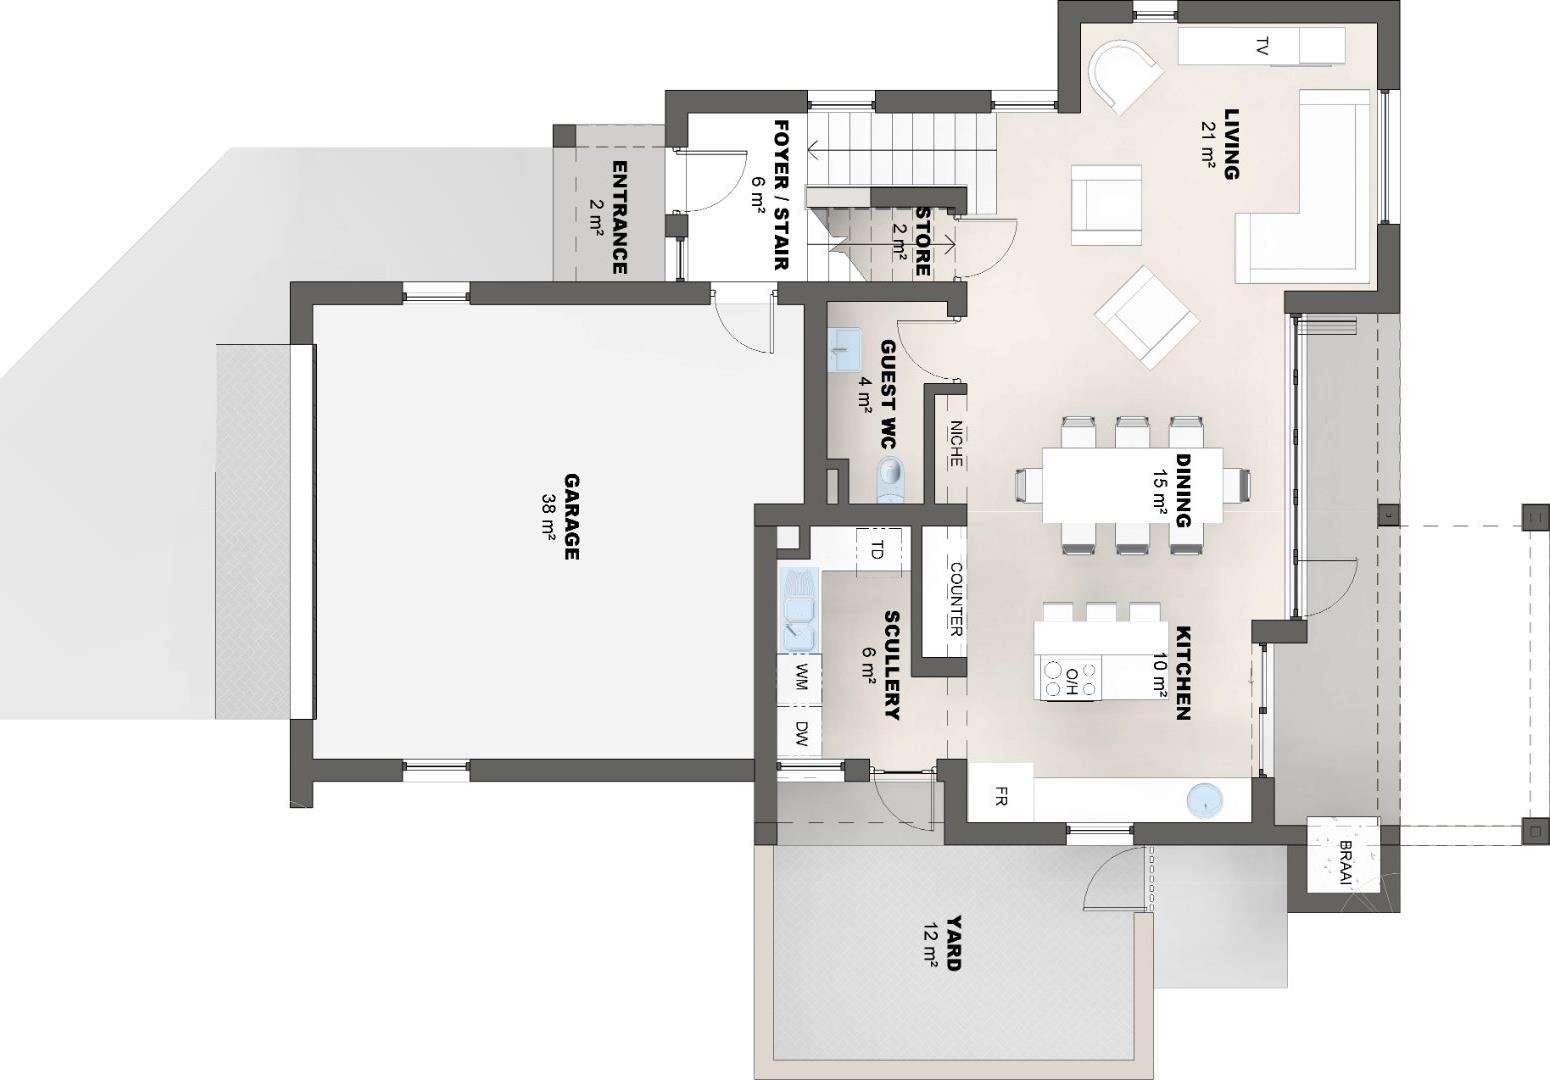 TV
LIVING
21 m²
FOYER / STAIR
6 m²
ENTRANCE
2 m²
STORE
2 m²
GUEST WC
4 m²
NICHE
DINING
15 m²
GARAGE
38 m²
TD
COUNTER
SCULLERY
6 m²
WM
DW
KITCHEN
10 m²
O/H
FR
BRAAI
YARD
12 m²